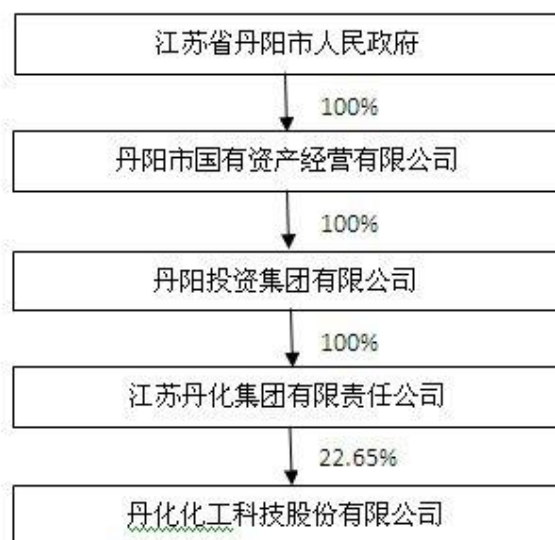 江苏省丹阳市人民政府
100%
丹阳市国有资产经营有限公司
100%
丹阳投资集团有限公司
100%
江苏丹化集团有限责任公司
22.65%
丹化化工科技股份有限公司